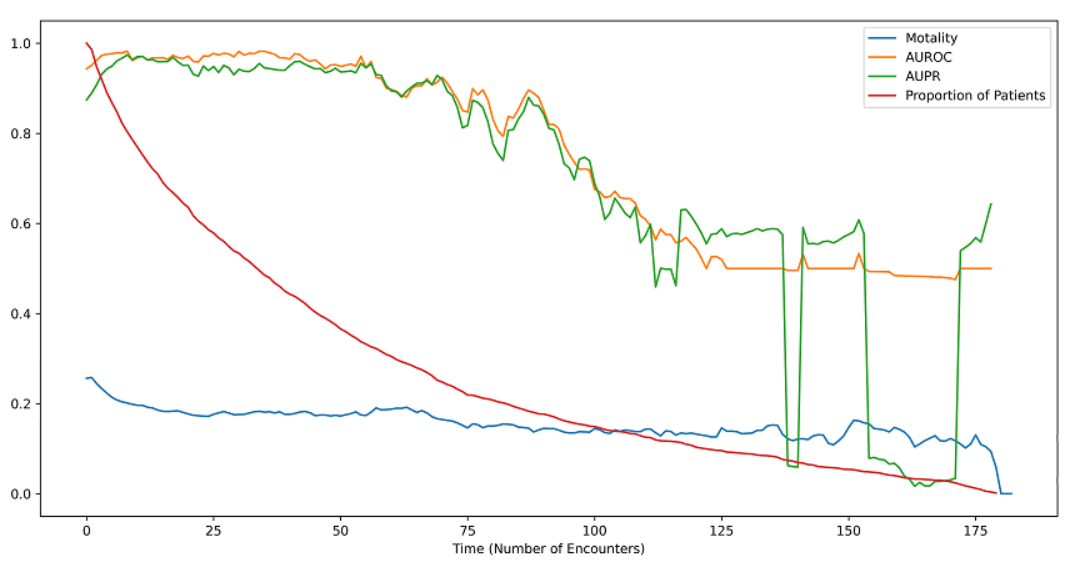 1.0
0.8
0.6
0.4
0.2
0.0
0 25 50 75 100 125 150 175
Time (Number of Encounters)
Motality
AUROC
AUPR
Proportion of Patients